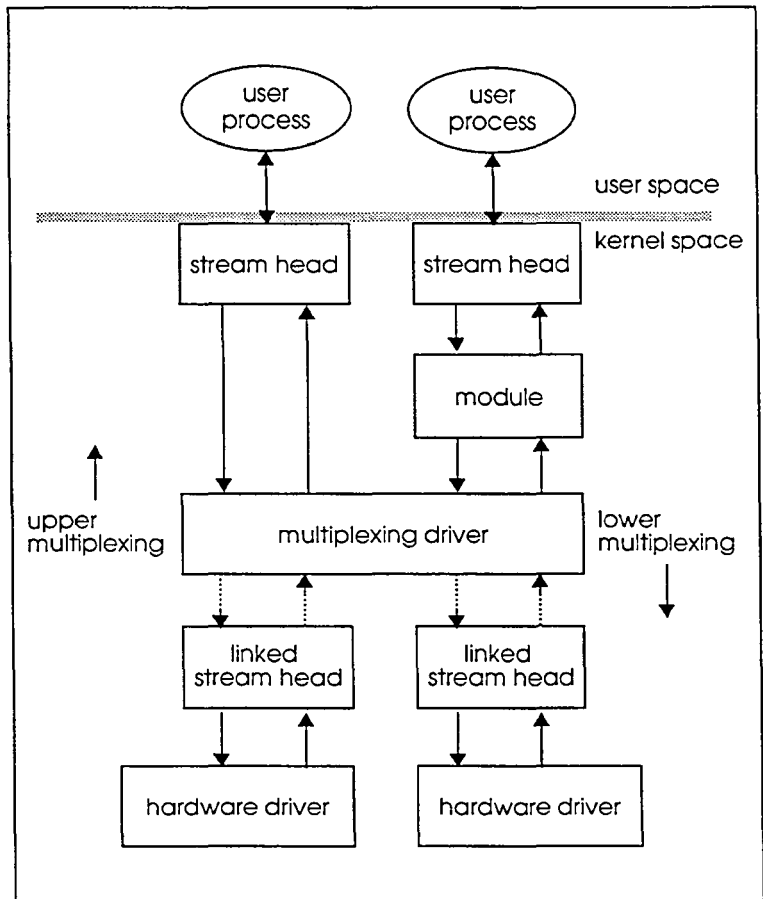 user
process
user
process
user space
kernel space
stream head
stream head
module
upper
multiplexing
multiplexing driver
lower
multiplexing
linked
stream head
linked
stream head
hardware driver
hardware driver